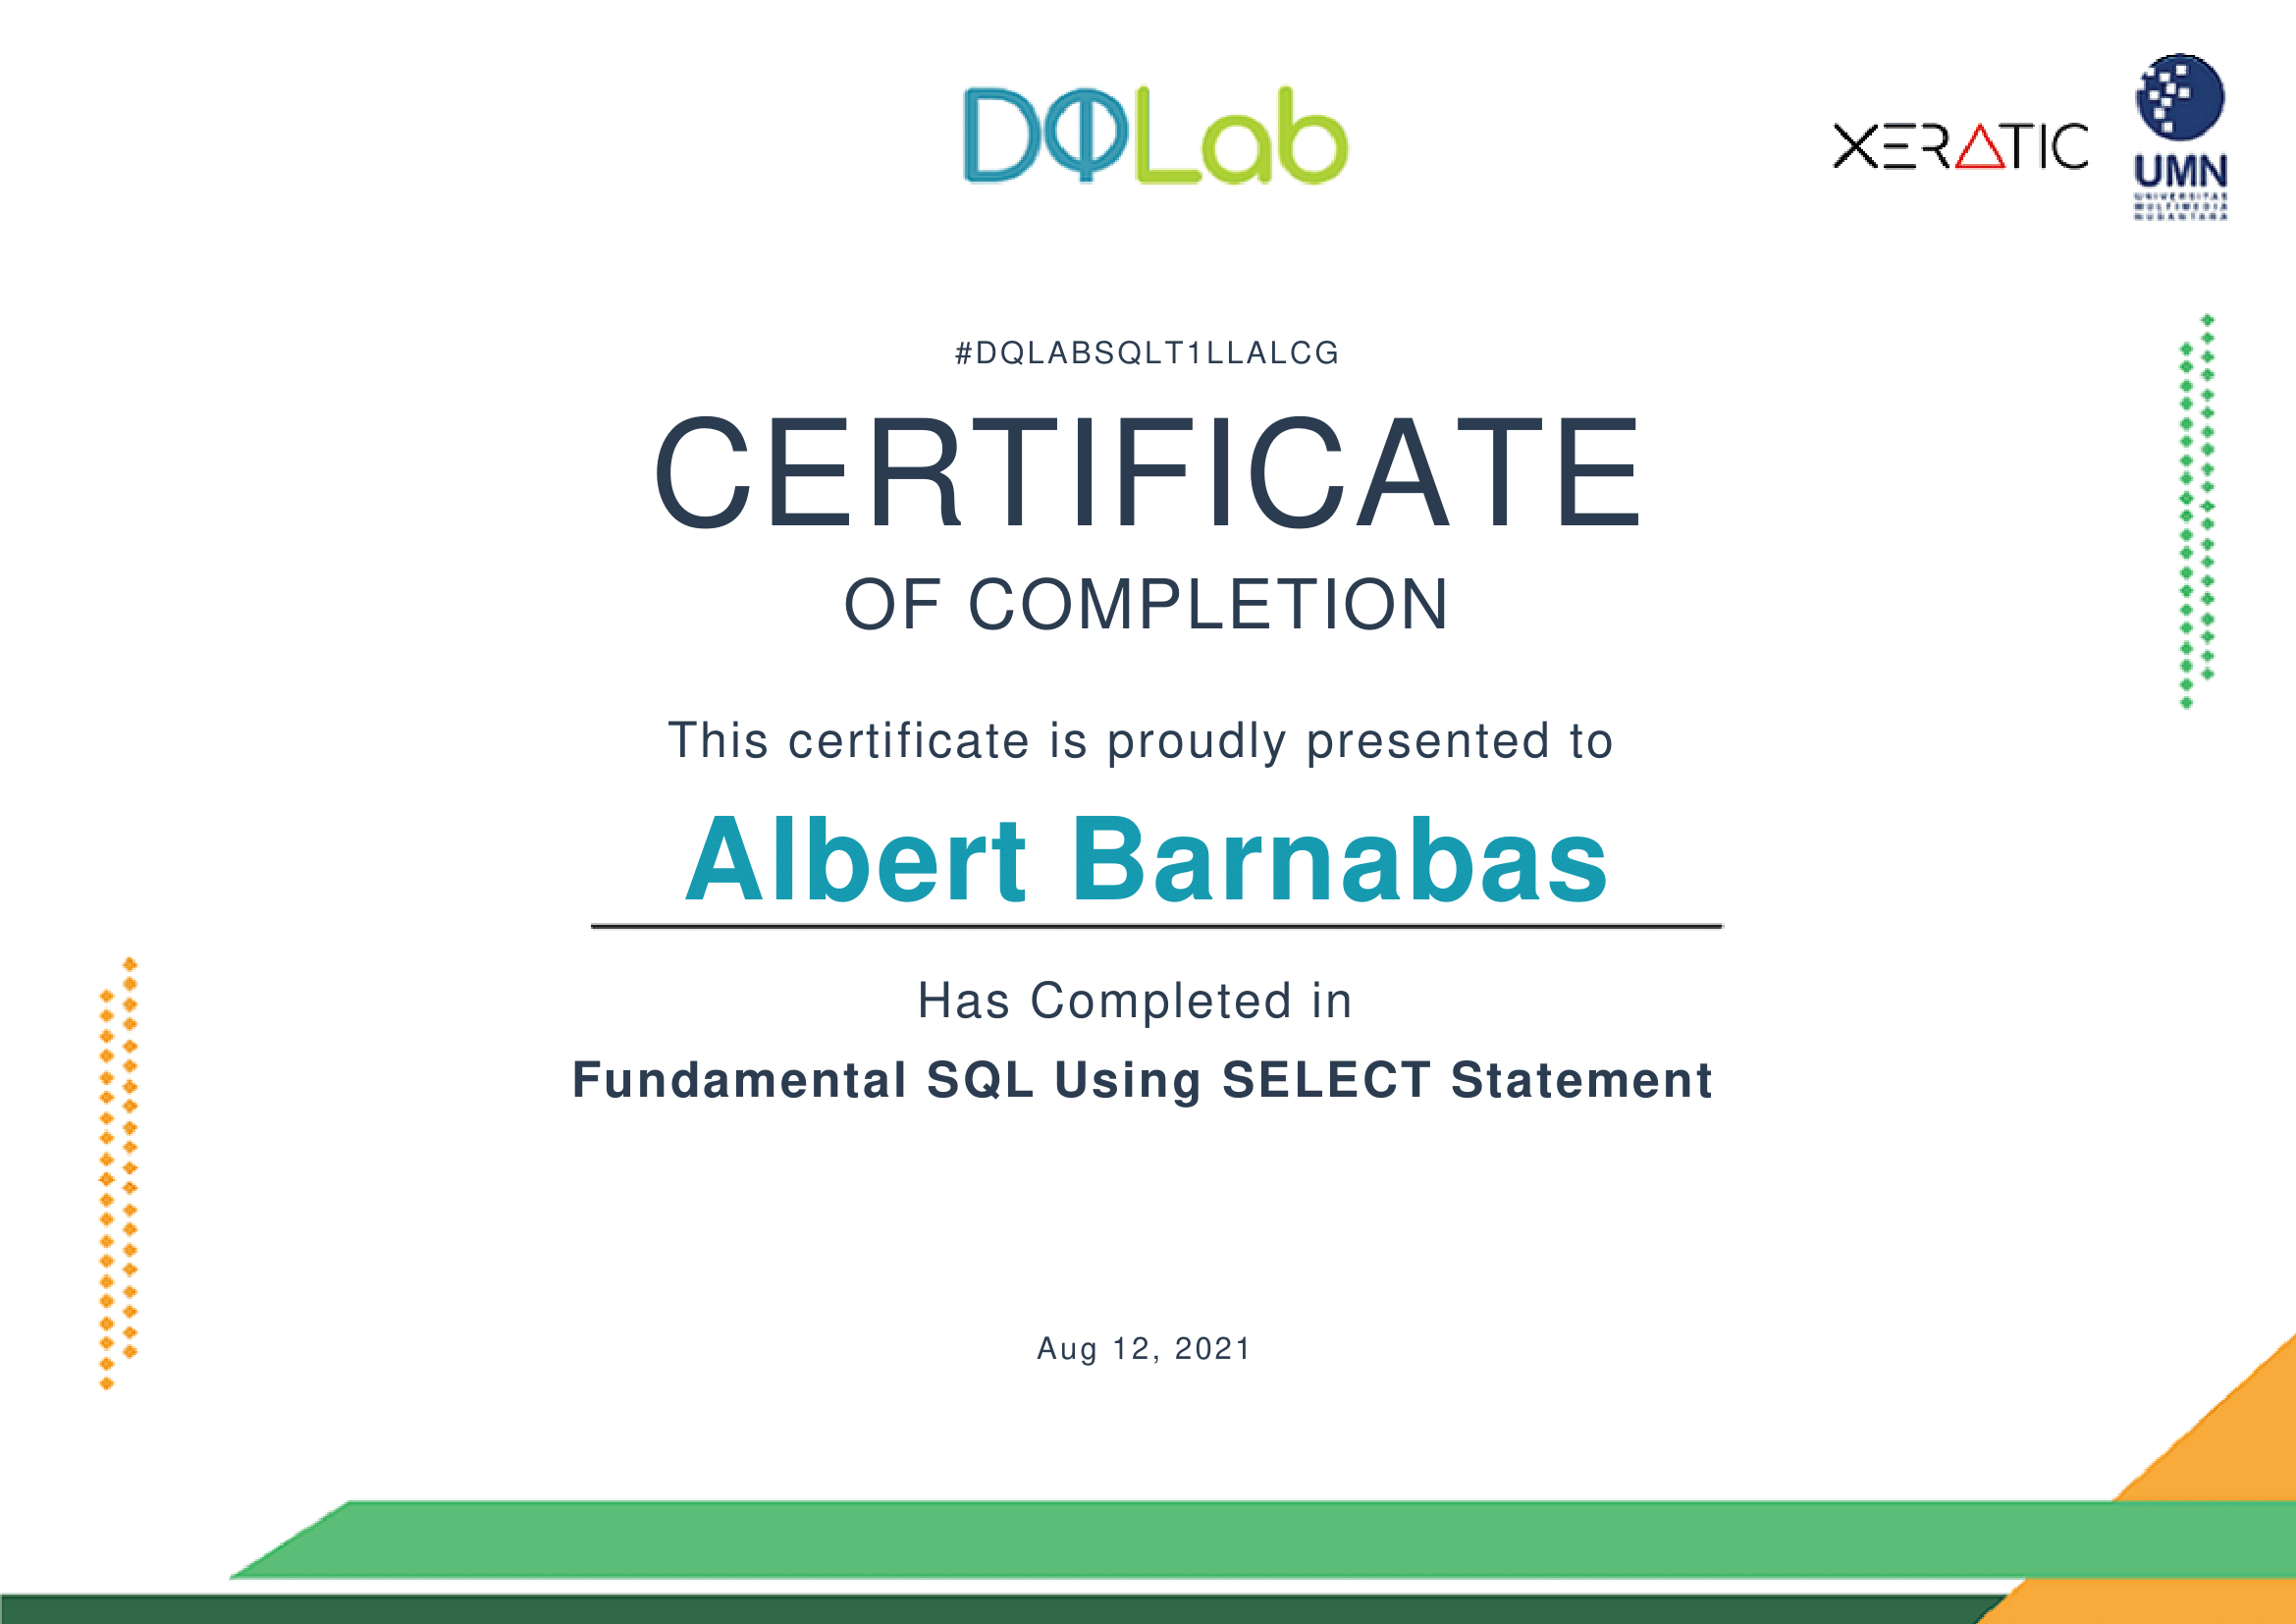 DQLab
XERATIC
UMN
UNIVERSITAS
MULTIMEDIA
NUSANTARA
#DQLABSQLT1LLALCG
CERTIFICATE
OF COMPLETION
This certificate is proudly presented to
Albert Barnabas
Has Completed in
Fundamental SQL Using SELECT Statement
Aug 12, 2021